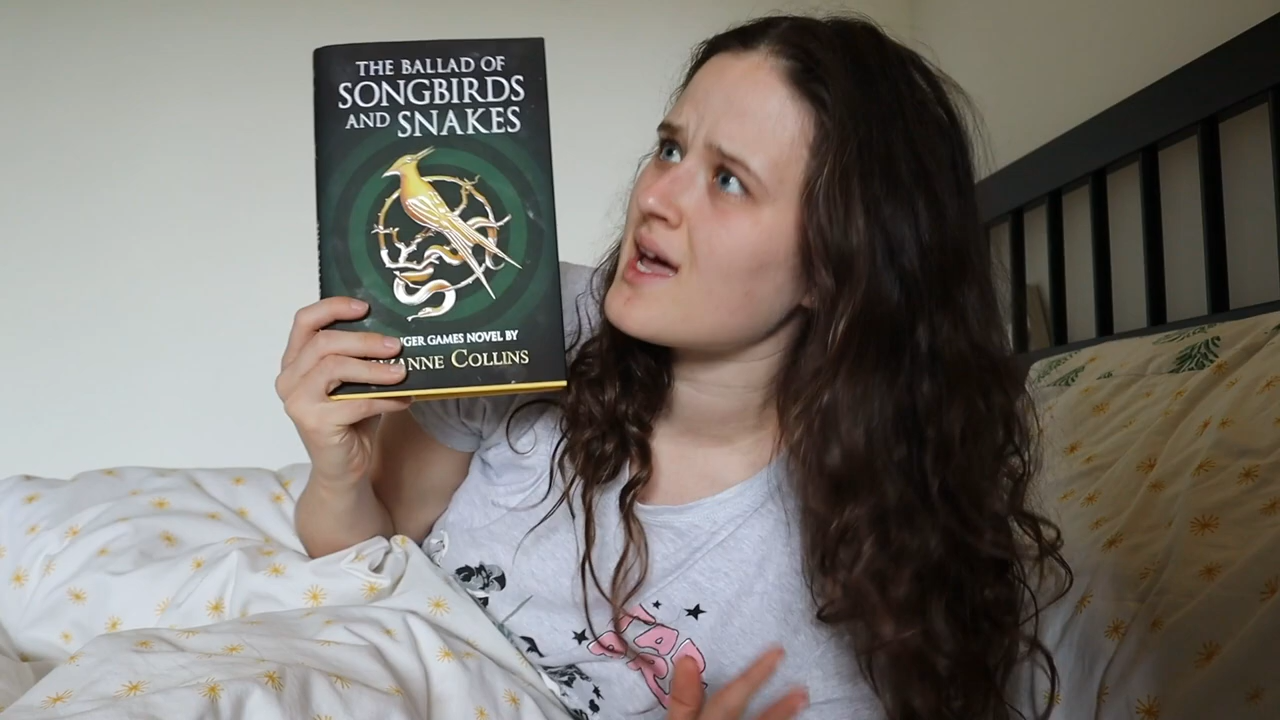 THE BALLAD OF
SONGBIRDS
AND SNAKES
GAMES NOVEL BY
COLLINS